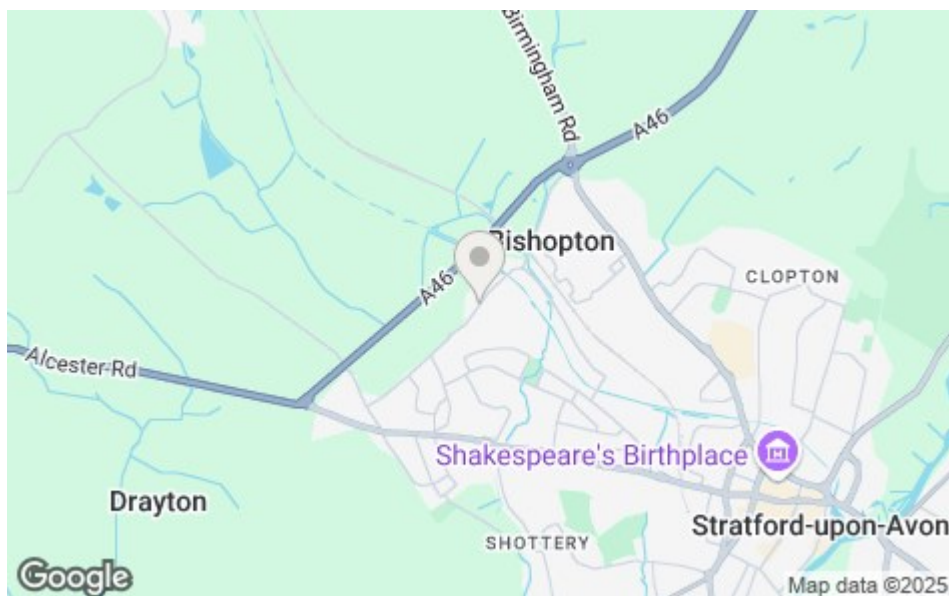 Birmingham Rd
A46
Bishopton
CLOPTON
A46
Alcester Rd
Shakespeare's Birthplace
Drayton
Stratford-upon-Avon
SHOTTERY
Google
Map data ©2025